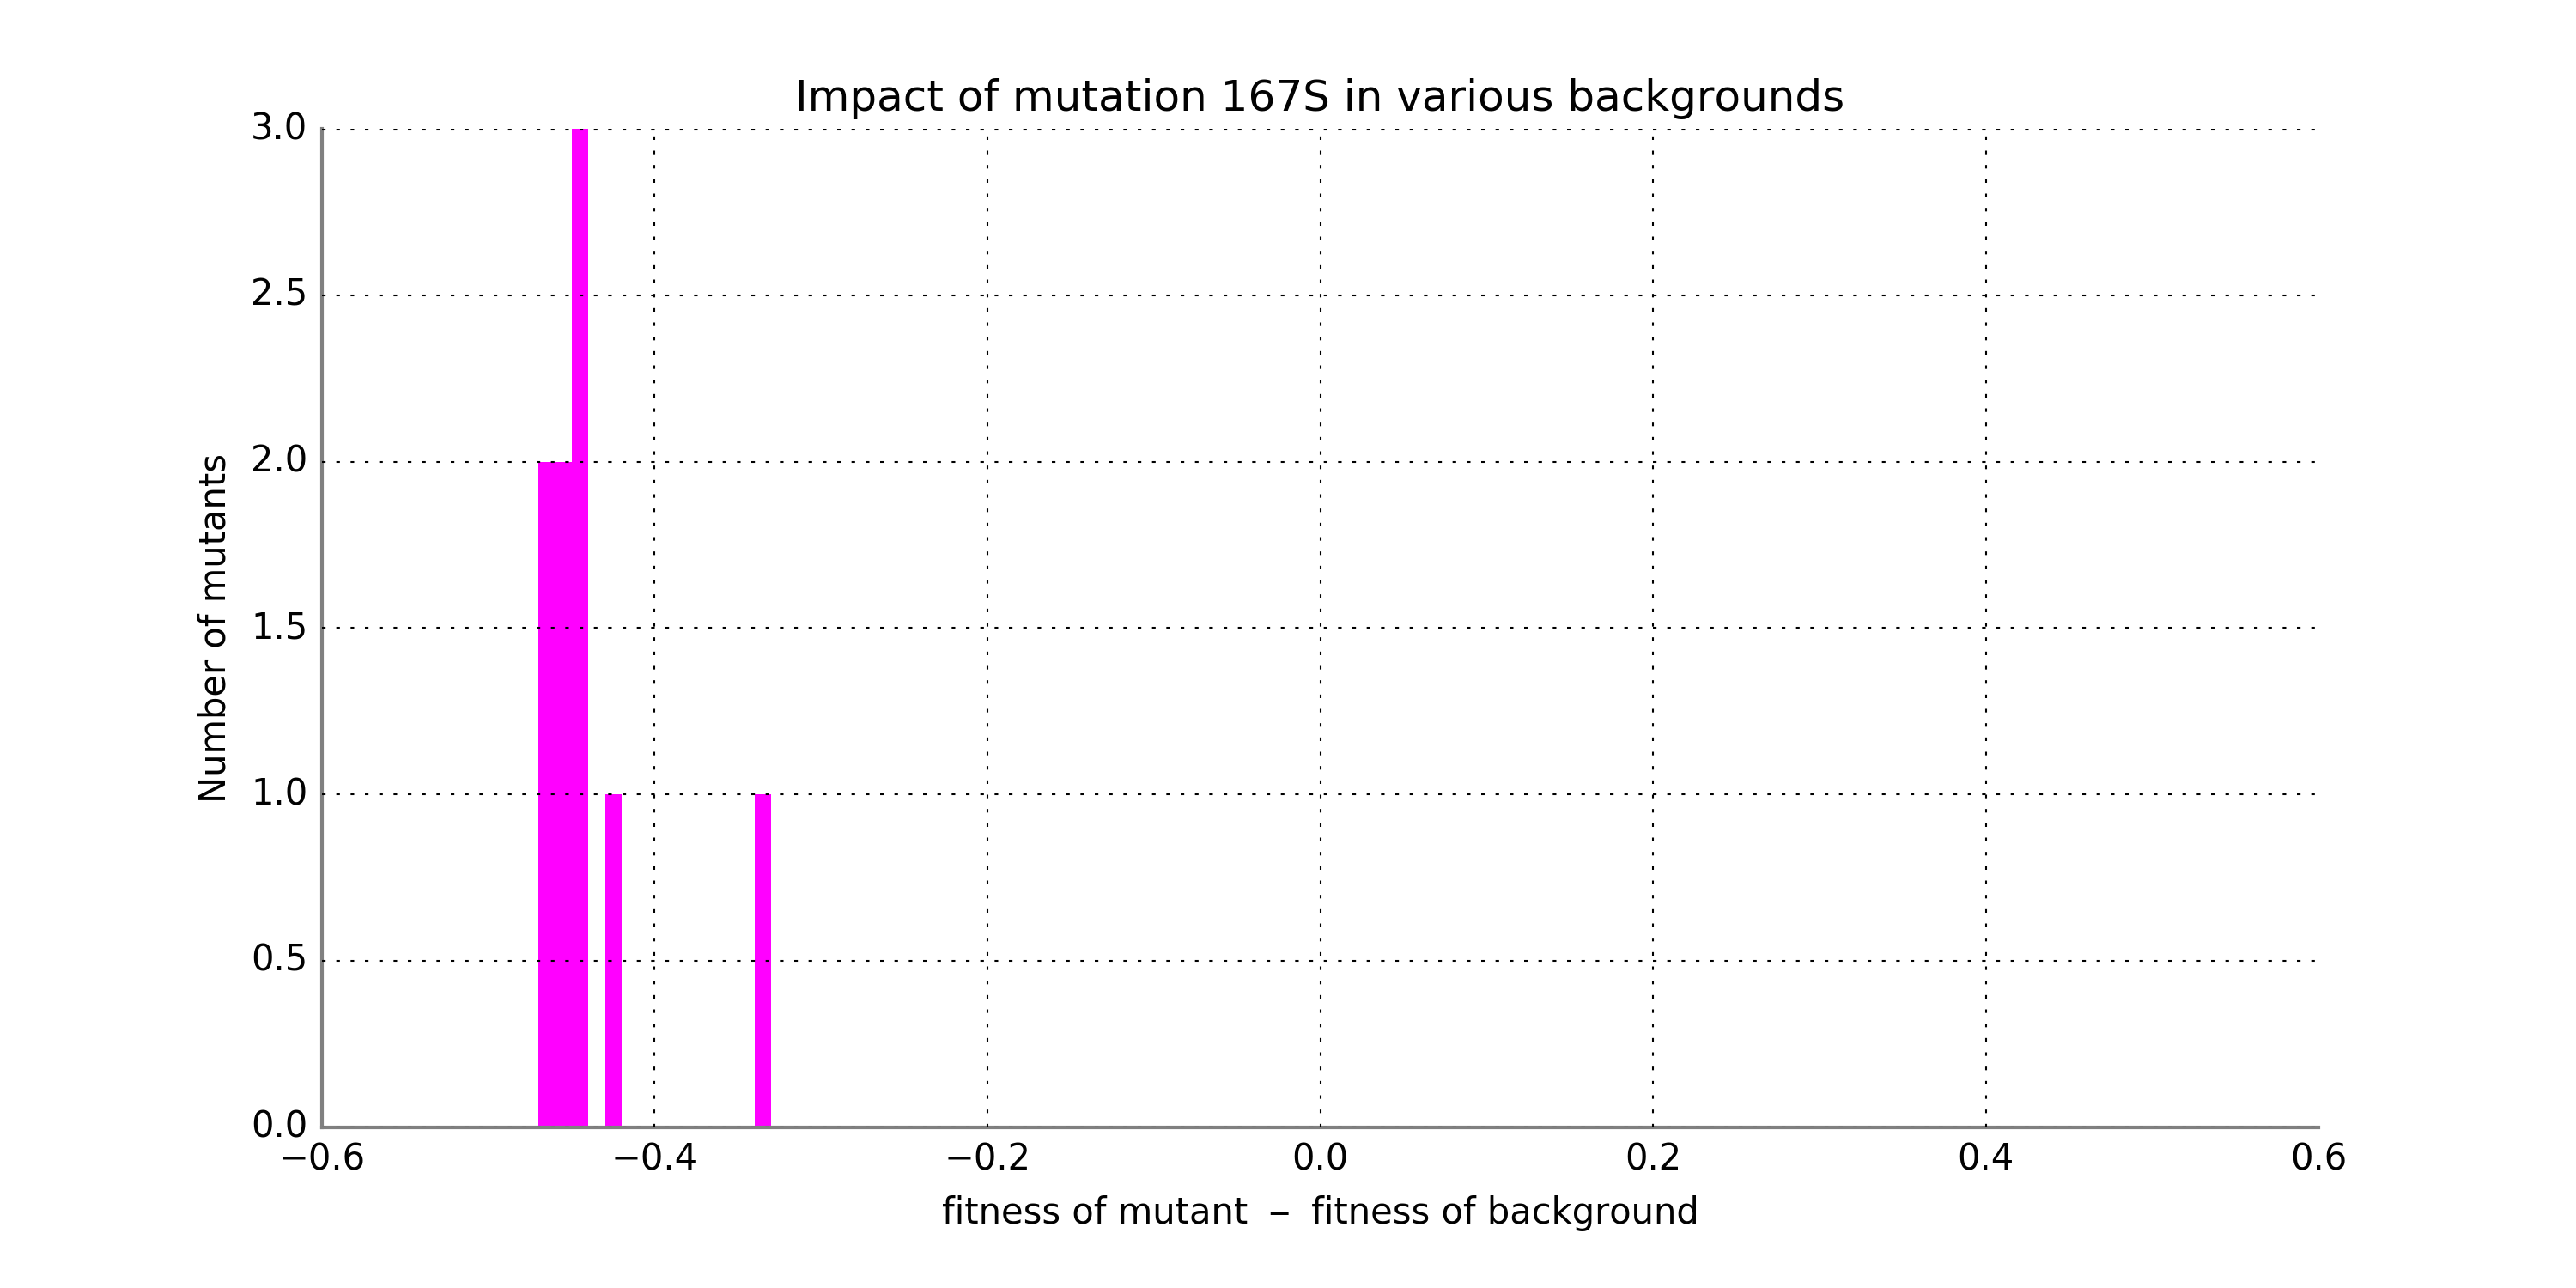 Impact of mutation 167S in various backgrounds
3.0
2.5
2.0
1.5
1.0
0.5
0.0
Number of mutants
−0.6 −0.4 −0.2 0.0 0.2 0.4 0.6
fitness of mutant – fitness of background